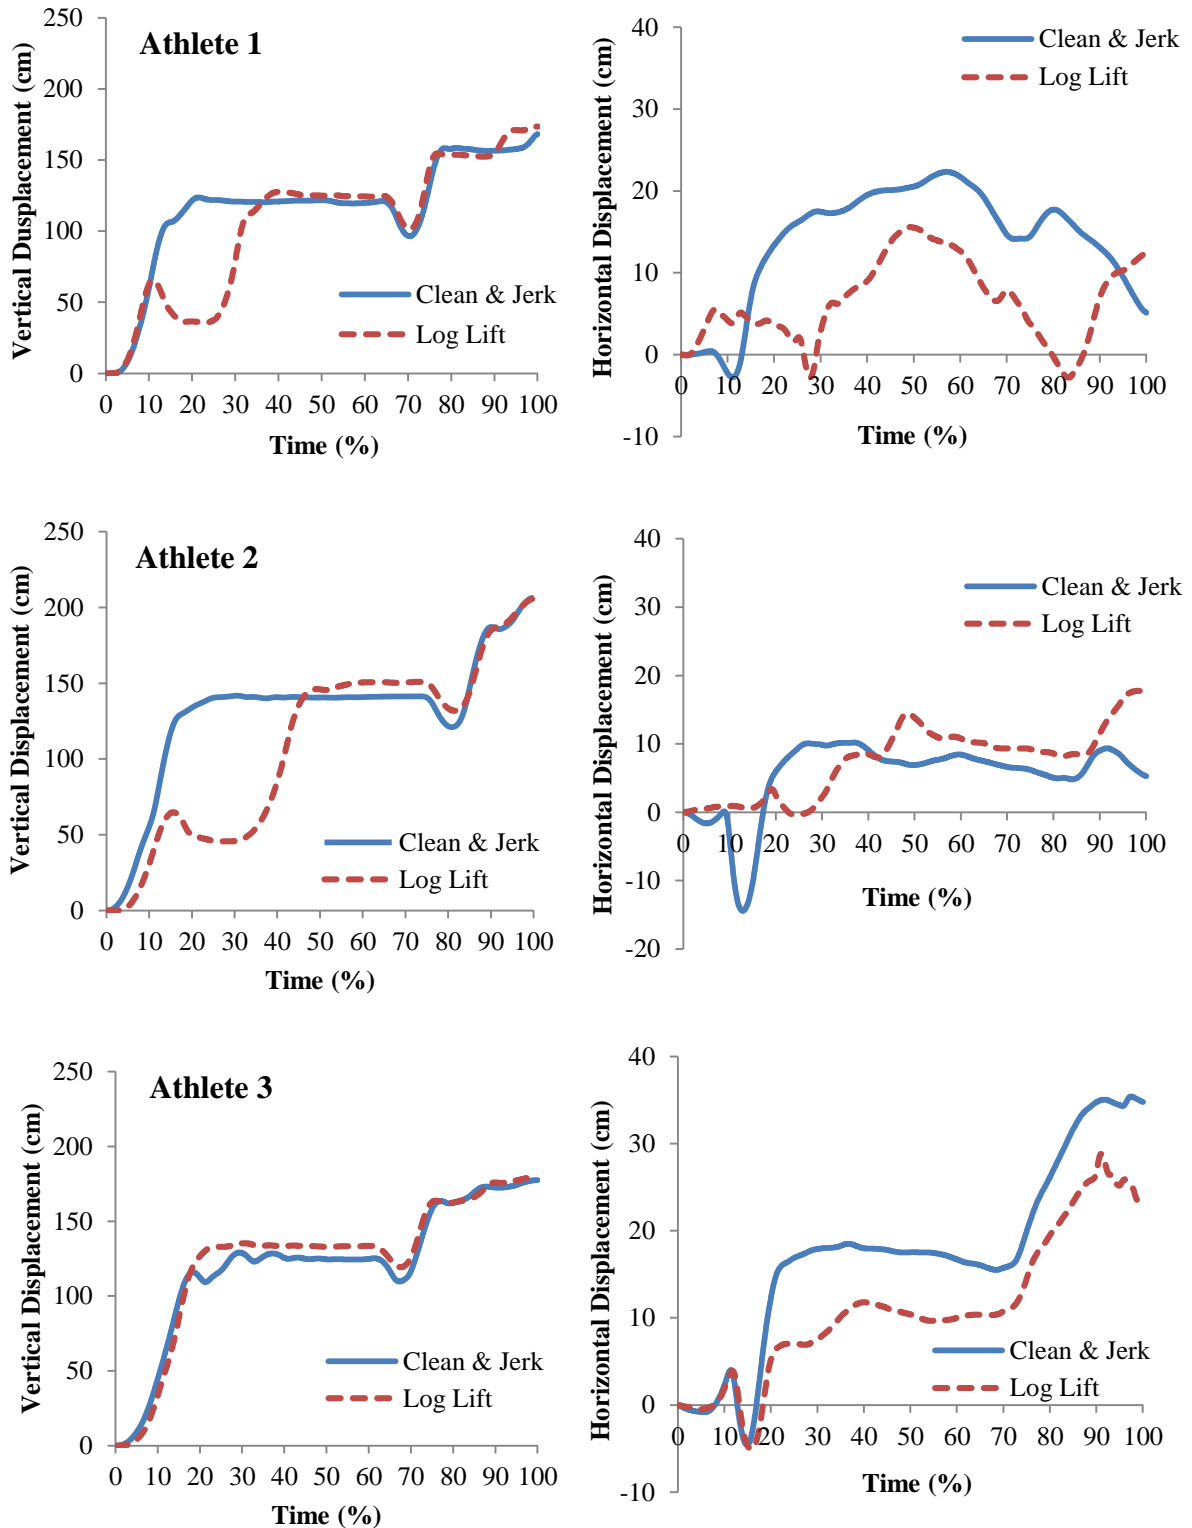 Athlete 1
Vertical Dusplacement (cm)
250
200
150
100
50
0
0 10 20 30 40 50 60 70 80 90 100
Time (%)
Clean & Jerk
Log Lift
Horizontal Displacement (cm)
40
30
20
10
0
-10
0 10 20 30 40 50 60 70 80 90 100
Time (%)
Clean & Jerk
Log Lift
Athlete 2
Vertical Displacement (cm)
250
200
150
100
50
0
0 10 20 30 40 50 60 70 80 90 100
Time (%)
Clean & Jerk
Log Lift
Horizontal Displacement (cm)
40
30
20
10
0
-10
-20
0 10 20 30 40 50 60 70 80 90 100
Time (%)
Clean & Jerk
Log Lift
Athlete 3
Vertical Displacement (cm)
250
200
150
100
50
0
0 10 20 30 40 50 60 70 80 90 100
Time (%)
Clean & Jerk
Log Lift
Horizontal Displacement (cm)
40
30
20
10
0
-10
0 10 20 30 40 50 60 70 80 90 100
Time (%)
Clean & Jerk
Log Lift